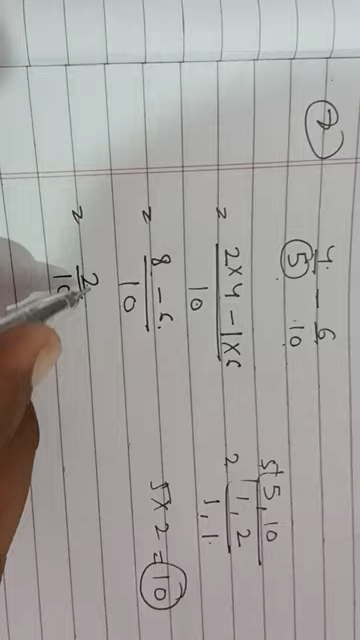 7
4/5 - 6/10
= 2×4 - 1×6 / 10
= 8 - 6 / 10
= 2/10
5 | 5, 10
2 | 1, 2
1, 1
5 × 2 = 10